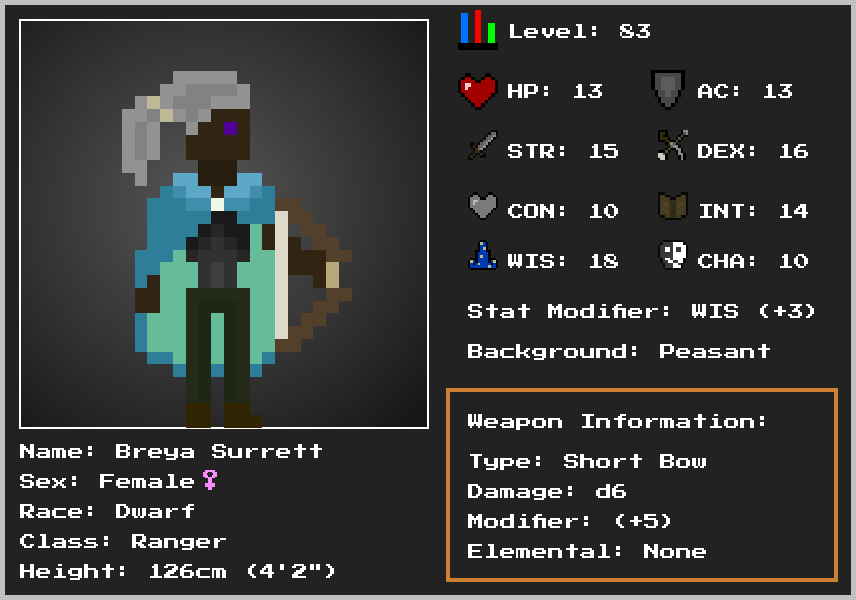 Level: 83
HP: 13
AC: 13
STR: 15
DEX: 16
CON: 10
INT: 14
WIS: 18
CHA: 10
Stat Modifier: WIS (+3)
Background: Peasant
Weapon Information:
Type: Short Bow
Damage: d6
Modifier: (+5)
Elemental: None
Name: Breya Surrett
Sex: Female♀
Race: Dwarf
Class: Ranger
Height: 126cm (4'2")